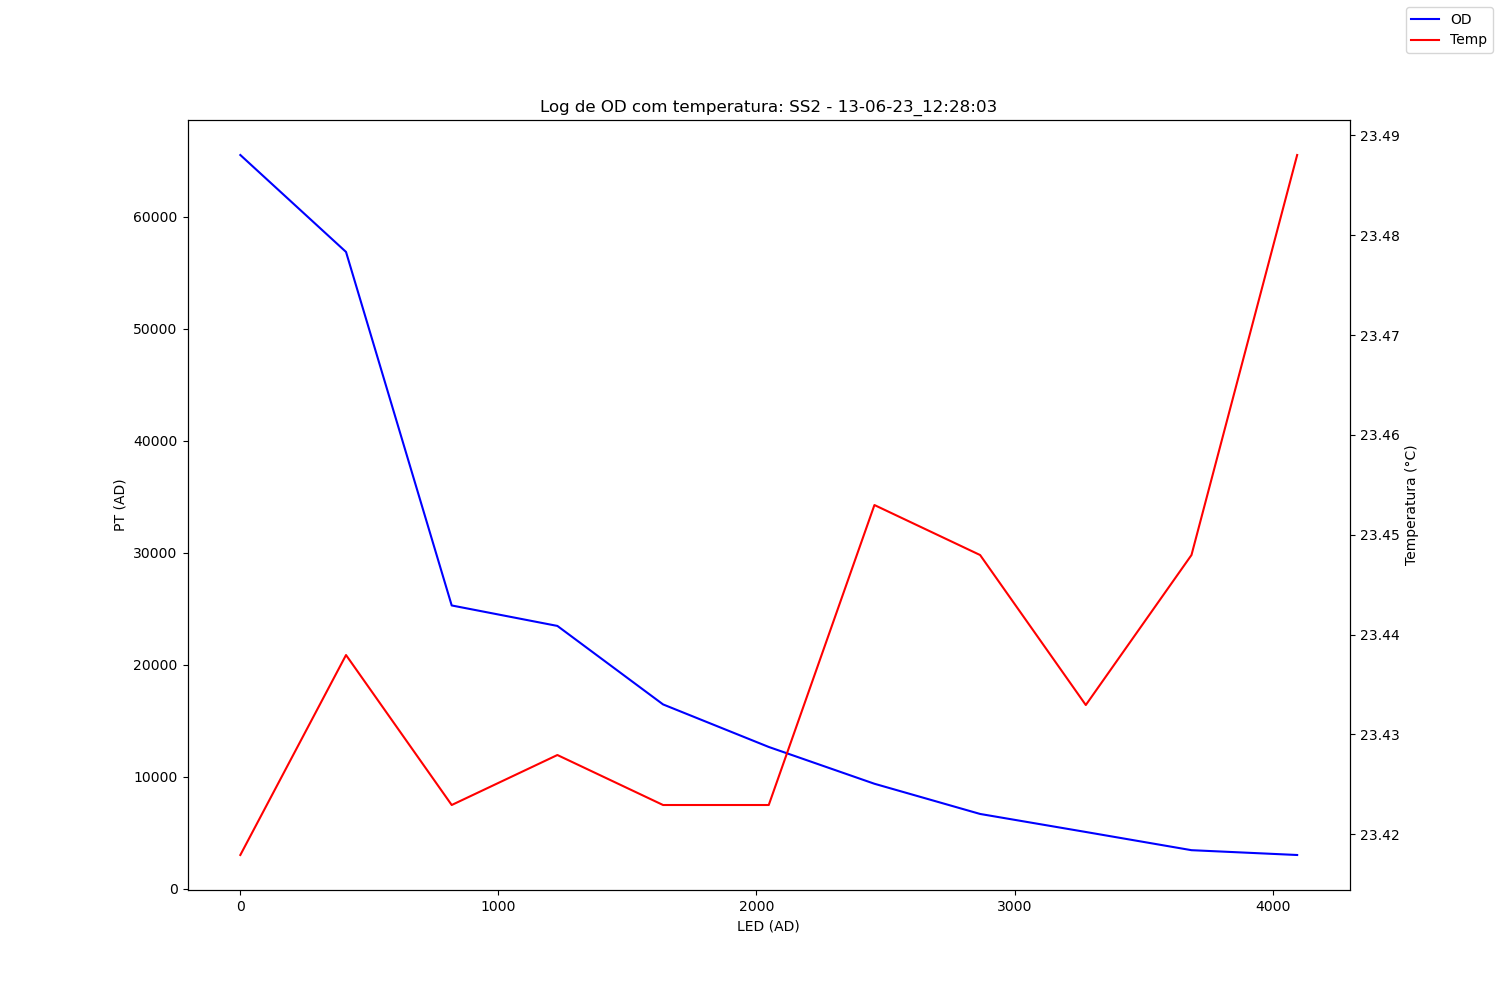 OD
Temp
Log de OD com temperatura: SS2 - 13-06-23_12:28:03
60000
50000
40000
30000
20000
10000
0
PT (AD)
23.49
23.48
23.47
23.46
23.45
23.44
23.43
23.42
Temperatura (°C)
0 1000 2000 3000 4000
LED (AD)